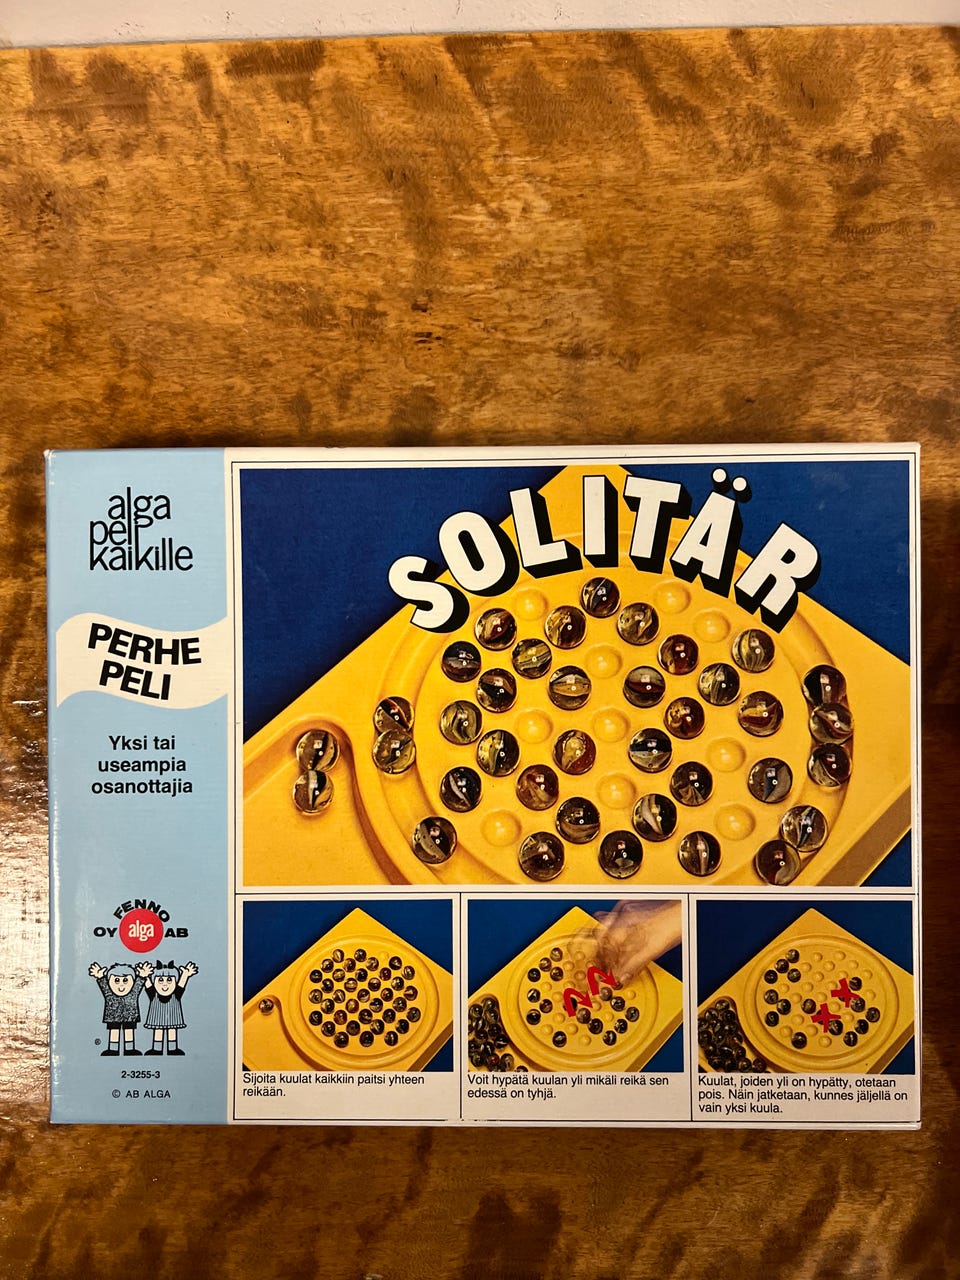 SOLITÄR
alga
peli
kaikille
PERHE
PELI
Yksi tai
useampia
osanottajia
FENNO
OY alga AB
®
2-3255-3
© AB ALGA
Sijoita kuulat kaikkiin paitsi yhteen
reikään.
Voit hypätä kuulan yli mikäli reikä sen
edessä on tyhjä.
Kuulat, joiden yli on hypätty, otetaan
pois. Näin jatketaan, kunnes jäljellä on
vain yksi kuula.